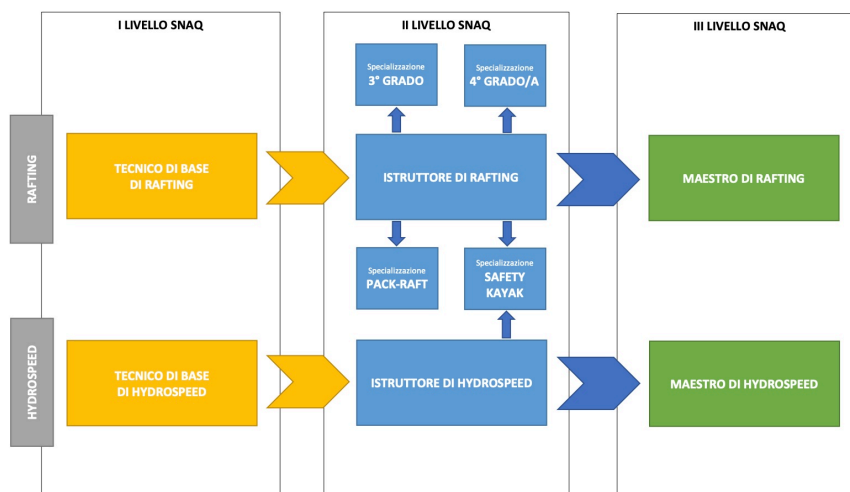 I LIVELLO SNAQ
II LIVELLO SNAQ
III LIVELLO SNAQ
Specializzazione
3° GRADO
Specializzazione
4° GRADO/A
RAFTING
TECNICO DI BASE
DI RAFTING
ISTRUTTORE DI RAFTING
MAESTRO DI RAFTING
Specializzazione
PACK-RAFT
Specializzazione
SAFETY
KAYAK
HYDROSPEED
TECNICO DI BASE
DI HYDROSPEED
ISTRUTTORE DI HYDROSPEED
MAESTRO DI HYDROSPEED